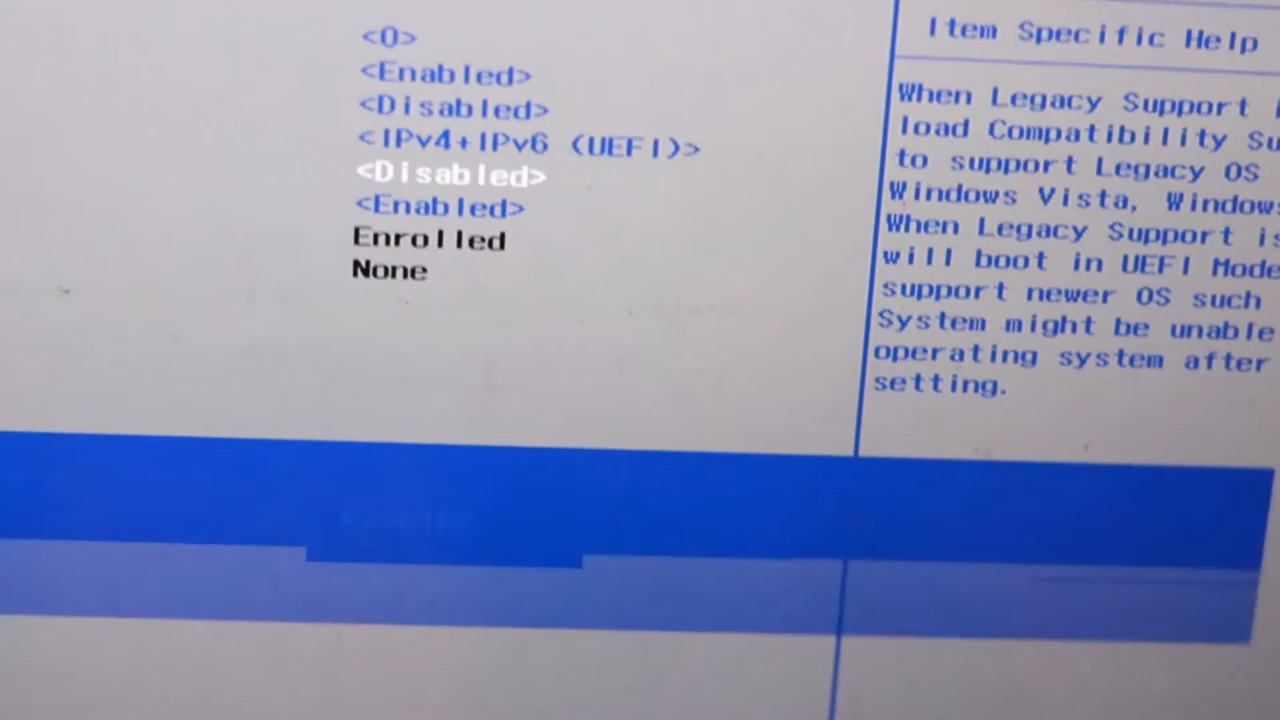 <0>
<Enabled>
<Disabled>
<IPv4+IPv6 (UEFI)>
<Disabled>
<Enabled>
Enrolled
None
Item Specific Help
When Legacy Support
load Compatibility
to support Legacy OS
Windows Vista,
When Legacy Support
will boot in UEFI Mode
support newer OS such
System might be unable
operating system after
setting.